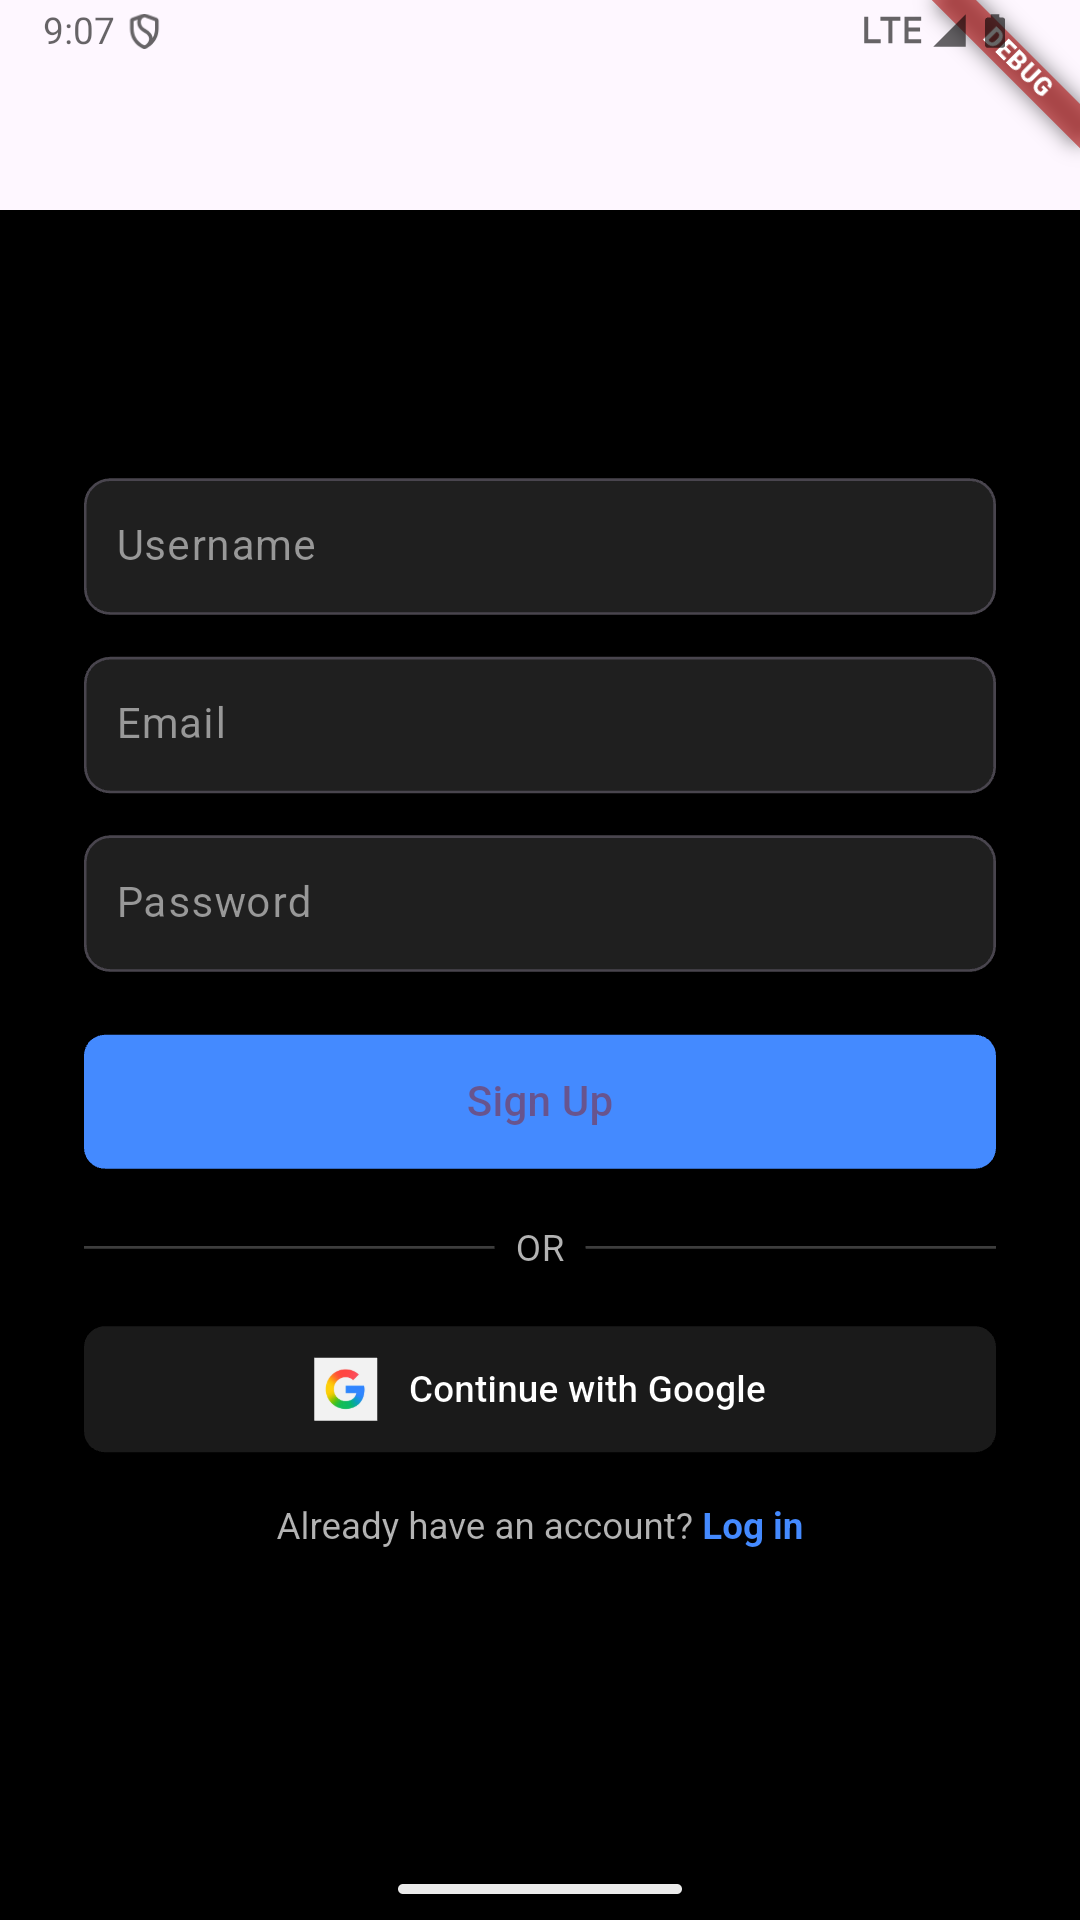 9:07
LTE
DEBUG
Username
Email
Password
Sign Up
OR
Continue with Google
Already have an account? Log in